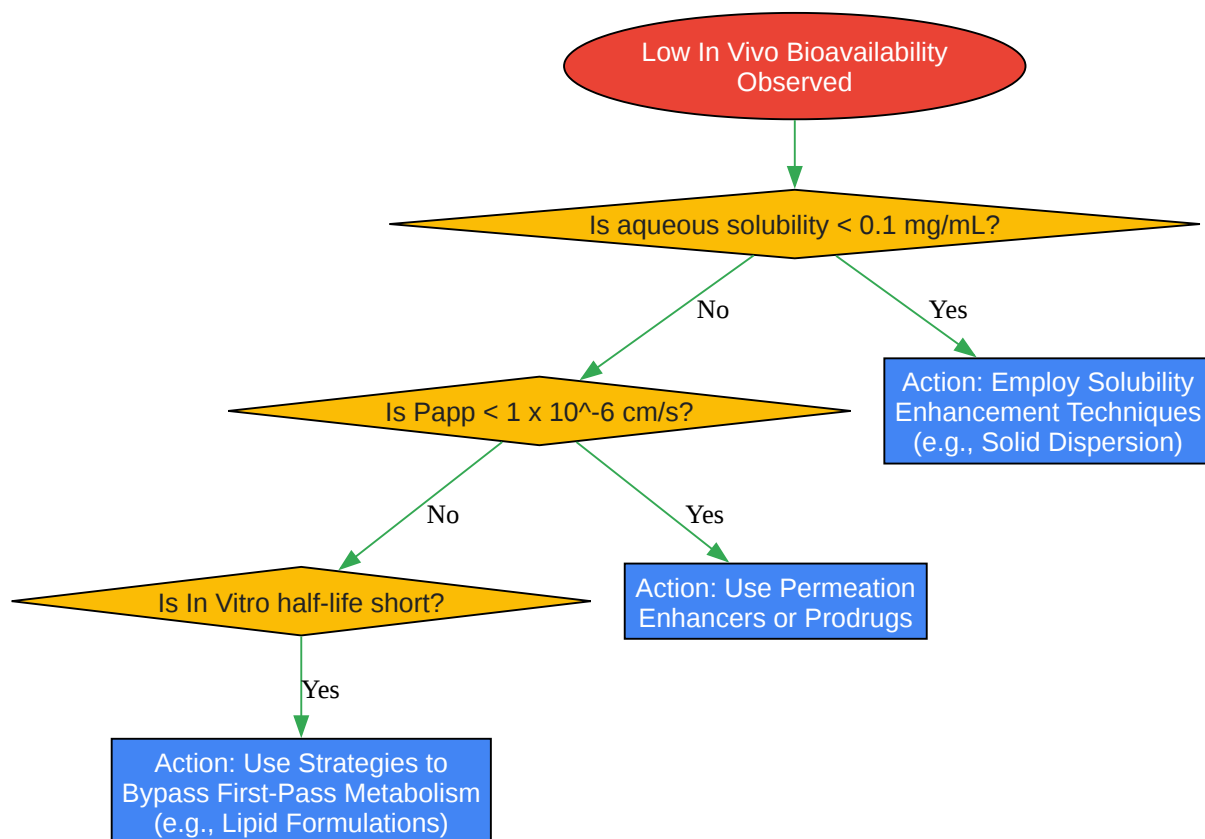 Low In Vivo Bioavailability
Observed
Is aqueous solubility < 0.1 mg/mL?
No
Yes
Action: Employ Solubility
Enhancement Techniques
(e.g., Solid Dispersion)
Is Papp < 1 x 10^-6 cm/s?
No
Yes
Action: Use Permeation
Enhancers or Prodrugs
Is In Vitro half-life short?
Yes
Action: Use Strategies to
Bypass First-Pass Metabolism
(e.g., Lipid Formulations)